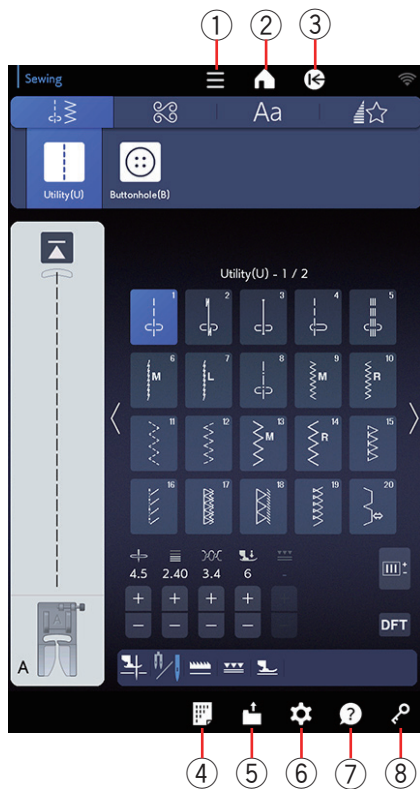 ① ② ③
Sewing
Aa
Utility(U) Buttonhole(B)
Utility(U) - 1 / 2
1 2 3 4 5
6 M 7 L 8 9 M 10 R
11 12 13 M 14 R 15
16 17 18 19 20
4.5 2.40 3.4 6 -
+ + + + +
− − − − −
DFT
A
?
④ ⑤ ⑥ ⑦ ⑧